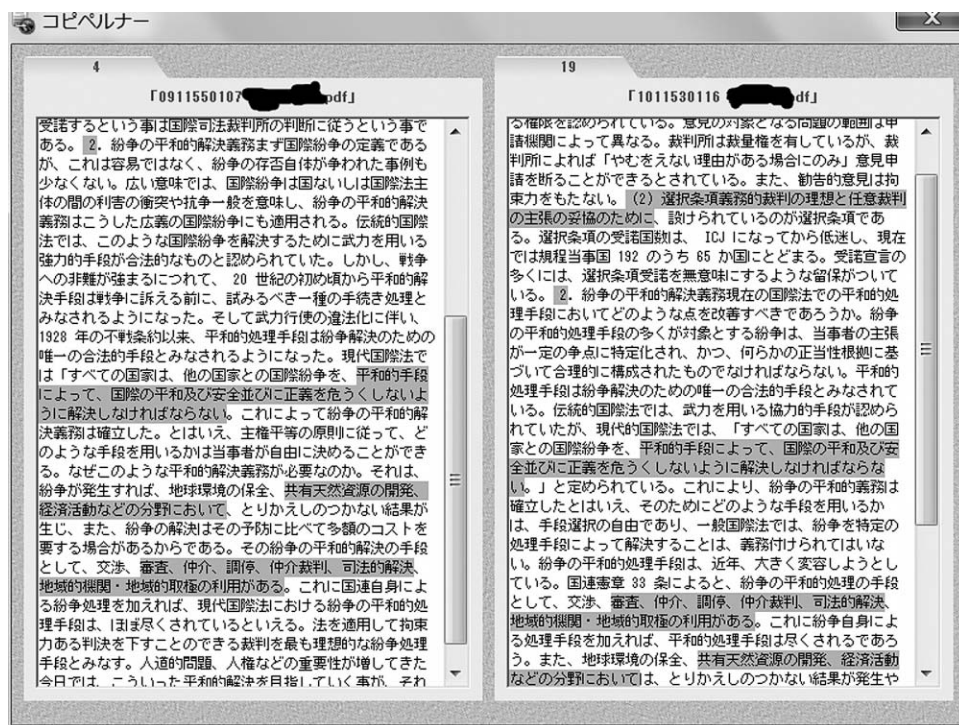 コピペルナー
4
「0911550107 pdf」
受諾するという事は国際司法裁判所の判断に従うという事で
ある。2. 紛争の平和的解決義務まず国際紛争の定義である
が、これは容易ではなく、紛争の存否自体が争われた事例も
少なくない。広い意味では、国際紛争は国ないしは国際法主
体の間の利害の衝突や抗争一般を意味し、紛争の平和的解決
義務はこうした広義の国際紛争にも適用される。伝統的国際
法では、このような国際紛争を解決するために武力を用いる
強力的手段が合法的なものと認められていた。しかし、戦争
への非難が強まるにつれて、 20 世紀の初め頃から平和的解
決手段は戦争に訴える前に、試みるべき一種の手続き処理と
みなされるようになった。そして武力行使の違法化に伴い、
1928 年の不戦条約以来、平和的処理手段は紛争解決のための
唯一の合法的手段とみなされるようになった。現代国際法で
は「すべての国家は、他の国家との国際紛争を、平和的手段
によって、国際の平和及び安全並びに正義を危うくしないよ
うに解決しなければならない。これによって紛争の平和的解
決義務は確立した。とはいえ、主権平等の原則に従って、ど
のような手段を用いるかは当事者が自由に決めることができ
る。なぜこのような平和的解決義務が必要なのか。それは、
紛争が発生すれば、地球環境の保全、共有天然資源の開発、
経済活動などの分野において、とりかえしのつかない結果が
生じ、また、紛争の解決はその予防に比べて多額のコストを
要する場合があるからである。その紛争の平和的解決の手段
として、交渉、審査、仲介、調停、仲介裁判、司法的解決、
地域的機関・地域的取極の利用がある。これに国連自身によ
る紛争処理を加えれば、現代国際法における紛争の平和的処
理手段は、ほぼ尽くされているといえる。法を適用して拘束
力ある判決を下すことのできる裁判を最も理想的な紛争処理
手段とみなす。人道的問題、人権などの重要性が増してきた
今日では、こういった平和的解決を目指していく事が、それ
19
「1011530116 pdf」
る権限を認められている。意見の対象となる問題の範囲は申
請機関によって異なる。裁判所は裁量権を有しているが、裁
判所によれば「やむをえない理由がある場合にのみ」意見申
請を断ることができるとされている。また、勧告的意見は拘
束力をもたない。(2) 選択条項義務的裁判の理想と任意裁判
の主張の妥協のために、設けられているのが選択条項であ
る。選択条項の受諾国数は、 ICJ になってから低迷し、現在
では規程当事国 192 のうち 65 か国にとどまる。受諾宣言の
多くには、選択条項受諾を無意味にするような留保がついて
いる。2. 紛争の平和的解決義務現在の国際法での平和的処
理手段においてどのような点を改善すべきであろうか。紛争
の平和的処理手段の多くが対象とする紛争は、当事者の主張
が一定の争点に特定化され、かつ、何らかの正当性根拠に基
づいて合理的に構成されたものでなければならない。平和的
処理手段は紛争解決のための唯一の合法的手段とみなされて
いる。伝統的国際法では、武力を用いる協力的手段が認めら
れていたが、現代的国際法では、「すべての国家は、他の国
家との国際紛争を、平和的手段によって、国際の平和及び安
全並びに正義を危うくしないように解決しなければならな
い。」と定められている。これにより、紛争の平和的義務は
確立したとはいえ、そのためにどのような手段を用いるか
は、手段選択の自由であり、一般国際法では、紛争を特定の
処理手段によって解決することは、義務付けられてはいな
い。紛争の平和的処理手段は、近年、大きく変容しようとし
ている。国連憲章 33 条によると、紛争の平和的処理の手段
として、交渉、審査、仲介、調停、仲介裁判、司法的解決、
地域的機関・地域的取極の利用がある。これに紛争自身によ
る処理手段を加えれば、平和的処理手段は尽くされるであろ
う。また、地球環境の保全、共有天然資源の開発、経済活動
などの分野においては、とりかえしのつかない結果が発生や